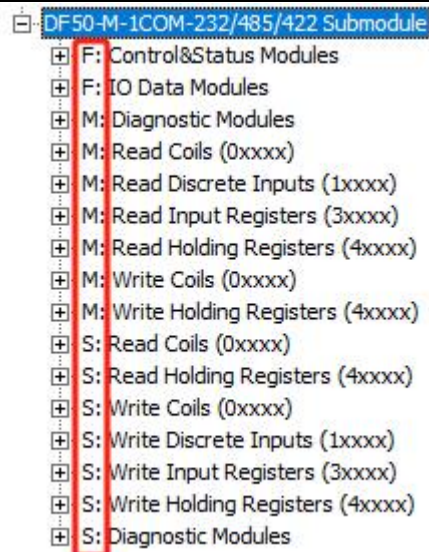 DF50-M-1COM-232/485/422 Submodule
F: Control&Status Modules
F: IO Data Modules
M: Diagnostic Modules
M: Read Coils (0xxxx)
M: Read Discrete Inputs (1xxxx)
M: Read Input Registers (3xxxx)
M: Read Holding Registers (4xxxx)
M: Write Coils (0xxxx)
M: Write Holding Registers (4xxxx)
S: Read Coils (0xxxx)
S: Read Holding Registers (4xxxx)
S: Write Coils (0xxxx)
S: Write Discrete Inputs (1xxxx)
S: Write Input Registers (3xxxx)
S: Write Holding Registers (4xxxx)
S: Diagnostic Modules